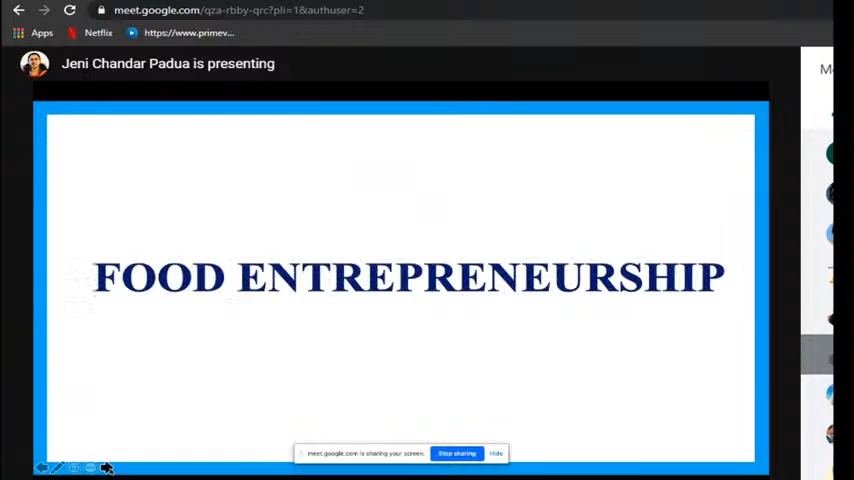 meet.google.com/qza-rbby-qrc?pli=1&authuser=2
Apps Netflix https://www.primev...
Jeni Chandar Padua is presenting
FOOD ENTREPRENEURSHIP
meet.google.com is sharing your screen. Stop sharing Hide